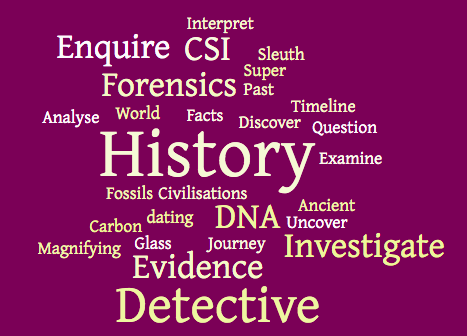 Interpret
Enquire CSI Sleuth
Super
Forensics Past
Timeline
Analyse World Facts Discover Question
History Examine
Fossils Civilisations
Ancient
Carbon dating DNA Uncover
Magnifying Glass Journey Investigate
Evidence
Detective